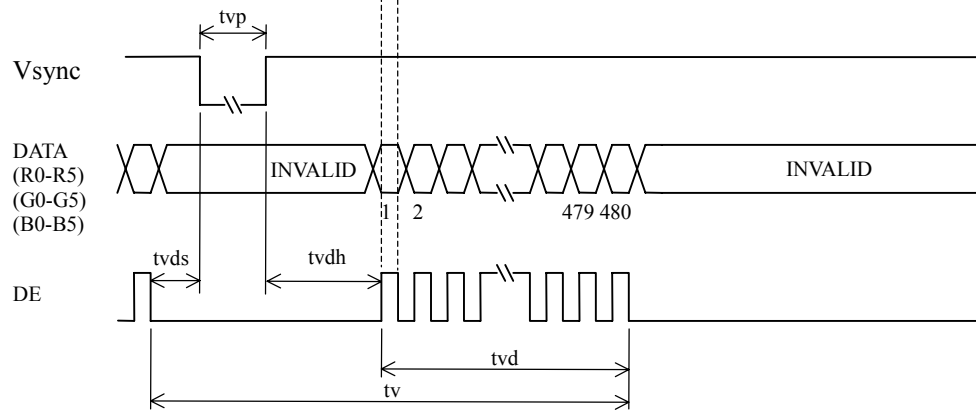 tvp
Vsync
DATA
(R0-R5)
(G0-G5)
(B0-B5)
INVALID
INVALID
1
2
479
480
DE
tvds
tvdh
tvd
tv